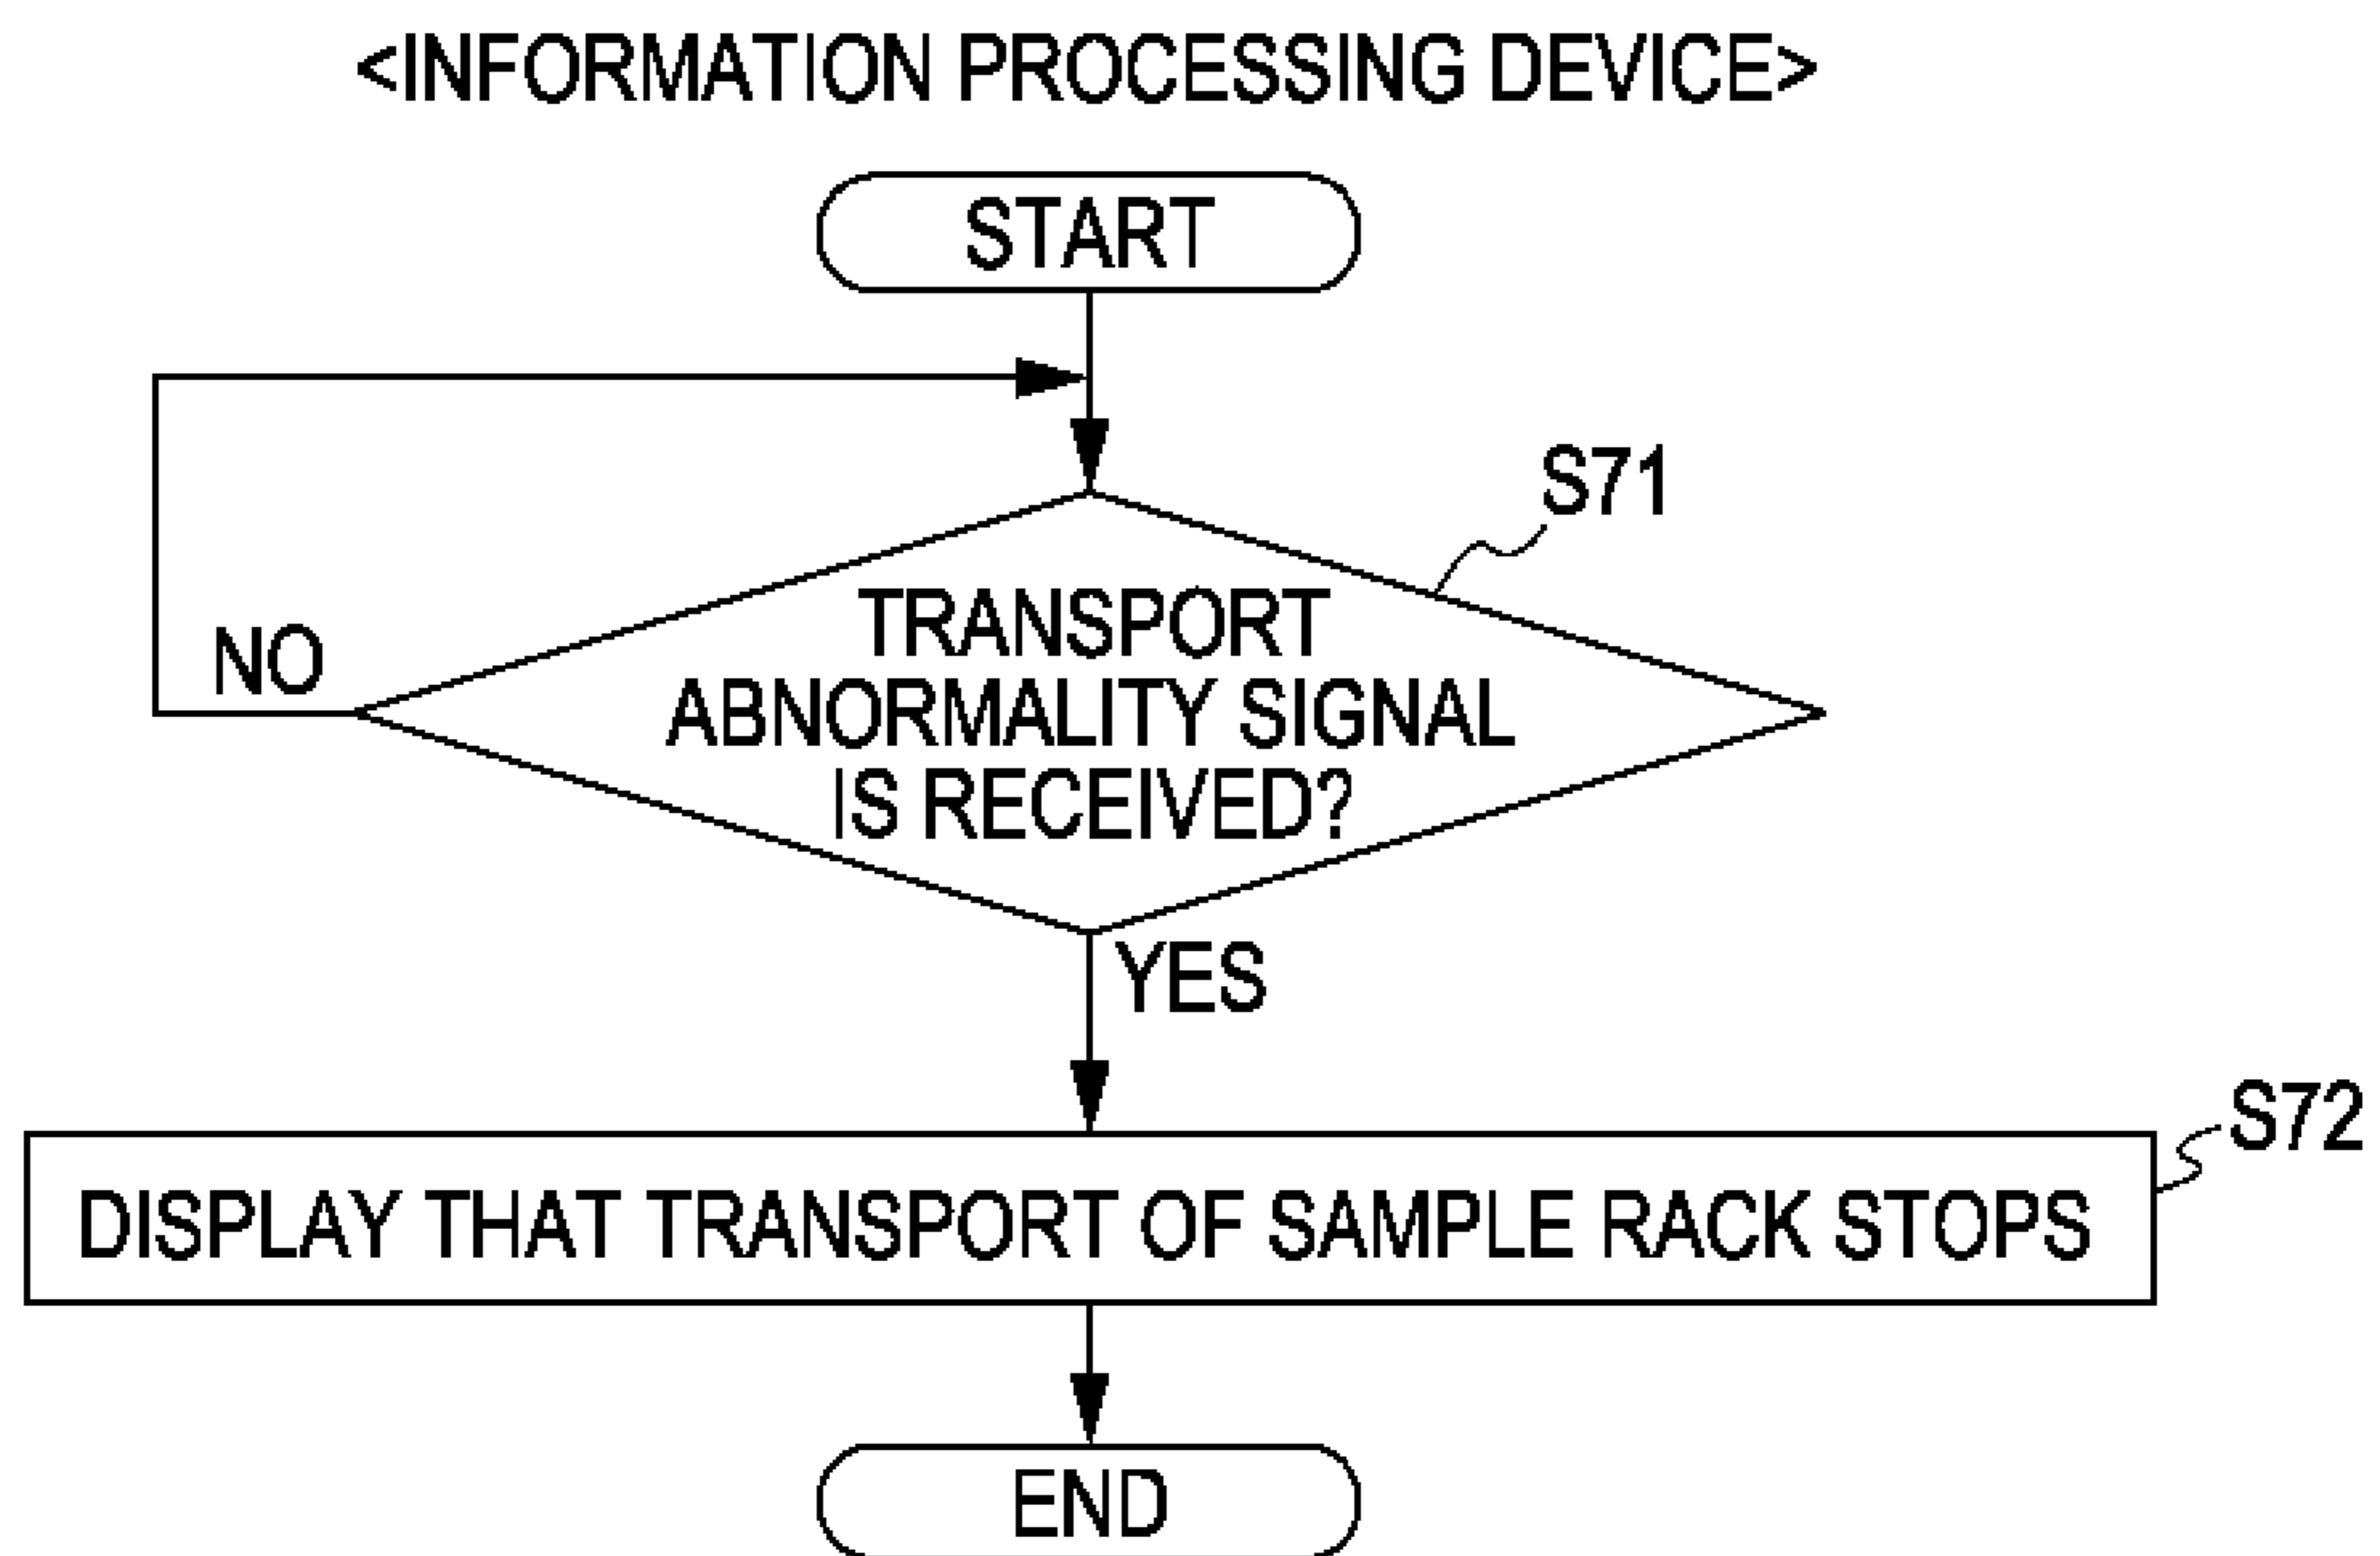 <INFORMATION PROCESSING DEVICE>
START
S71
TRANSPORT
ABNORMALITY SIGNAL
IS RECEIVED?
NO
YES
S72
DISPLAY THAT TRANSPORT OF SAMPLE RACK STOPS
END